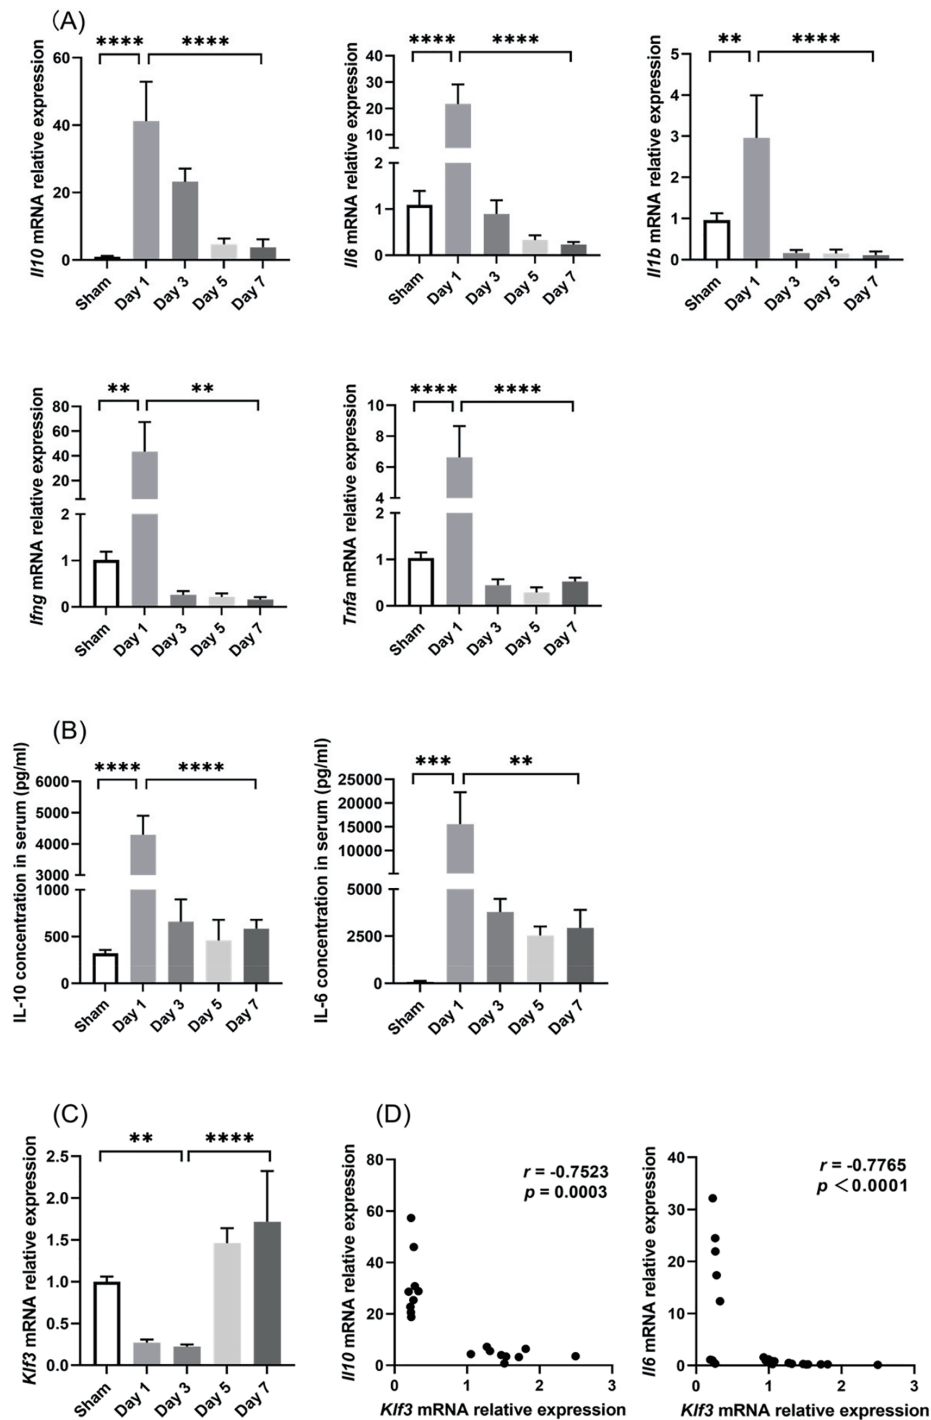 (A)
**** ****
Il10 mRNA relative expression
60
40
20
0
Sham Day 1 Day 3 Day 5 Day 7
**** ****
Il6 mRNA relative expression
40
30
20
10
2
1
0
Sham Day 1 Day 3 Day 5 Day 7
** ****
Il1b mRNA relative expression
5
4
3
2
1
0
Sham Day 1 Day 3 Day 5 Day 7
** **
Ifng mRNA relative expression
80
60
40
20
2
1
0
Sham Day 1 Day 3 Day 5 Day 7
**** ****
Tnfa mRNA relative expression
10
8
6
4
2
1
0
Sham Day 1 Day 3 Day 5 Day 7
(B)
**** ****
IL-10 concentration in serum (pg/ml)
6000
5000
4000
3000
1000
500
0
Sham Day 1 Day 3 Day 5 Day 7
*** **
IL-6 concentration in serum (pg/ml)
25000
20000
15000
10000
5000
2500
0
Sham Day 1 Day 3 Day 5 Day 7
(C)
** ****
Klf3 mRNA relative expression
2.5
2.0
1.5
1.0
0.5
0.0
Sham Day 1 Day 3 Day 5 Day 7
(D)
Il10 mRNA relative expression
80
60
40
20
0
r = -0.7523
p = 0.0003
0 1 2 3
Klf3 mRNA relative expression
Il6 mRNA relative expression
40
30
20
10
0
r = -0.7765
p <0.0001
0 1 2 3
Klf3 mRNA relative expression